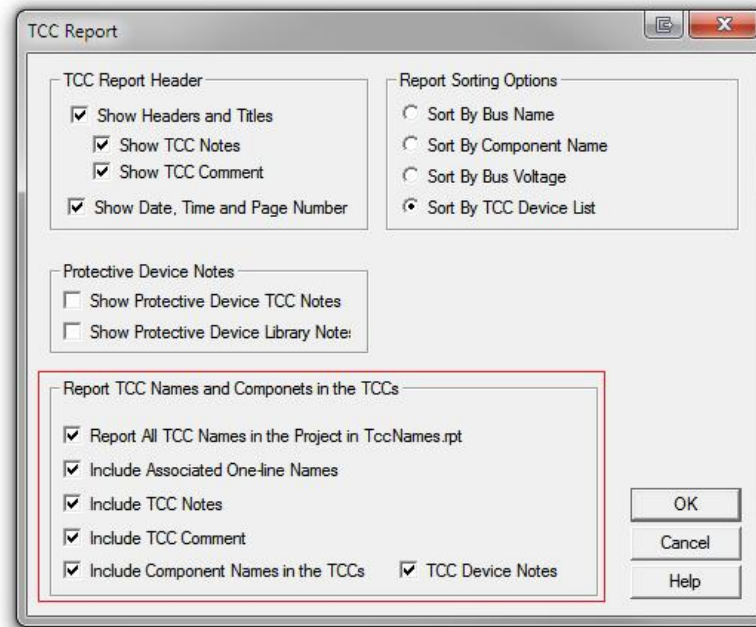 TCC Report
TCC Report Header
Show Headers and Titles
Show TCC Notes
Show TCC Comment
Show Date, Time and Page Number
Report Sorting Options
Sort By Bus Name
Sort By Component Name
Sort By Bus Voltage
Sort By TCC Device List
Protective Device Notes
Show Protective Device TCC Notes
Show Protective Device Library Notes
Report TCC Names and Componets in the TCCs
Report All TCC Names in the Project in TccNames.rpt
Include Associated One-line Names
Include TCC Notes
Include TCC Comment
Include Component Names in the TCCs TCC Device Notes
OK
Cancel
Help